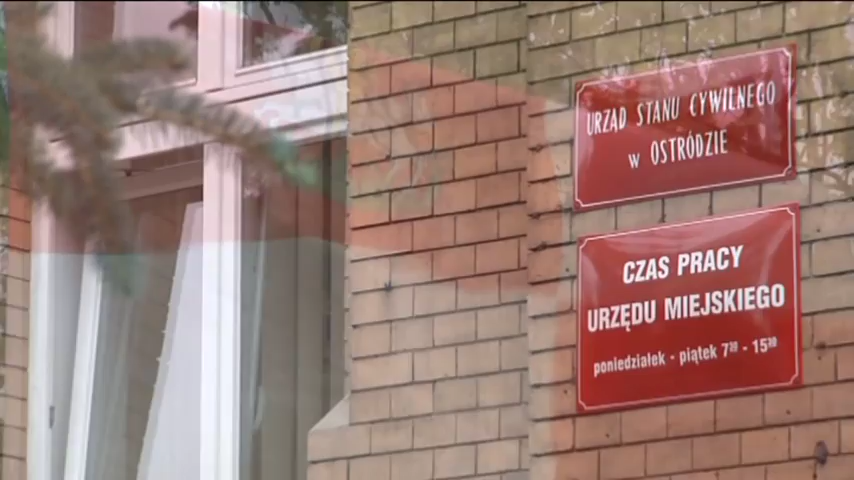 URZĄD STANU CYWILNEGO
w OSTRÓDZIE
CZAS PRACY
URZĘDU MIEJSKIEGO
poniedziałek - piątek 7³⁰ - 15³⁰